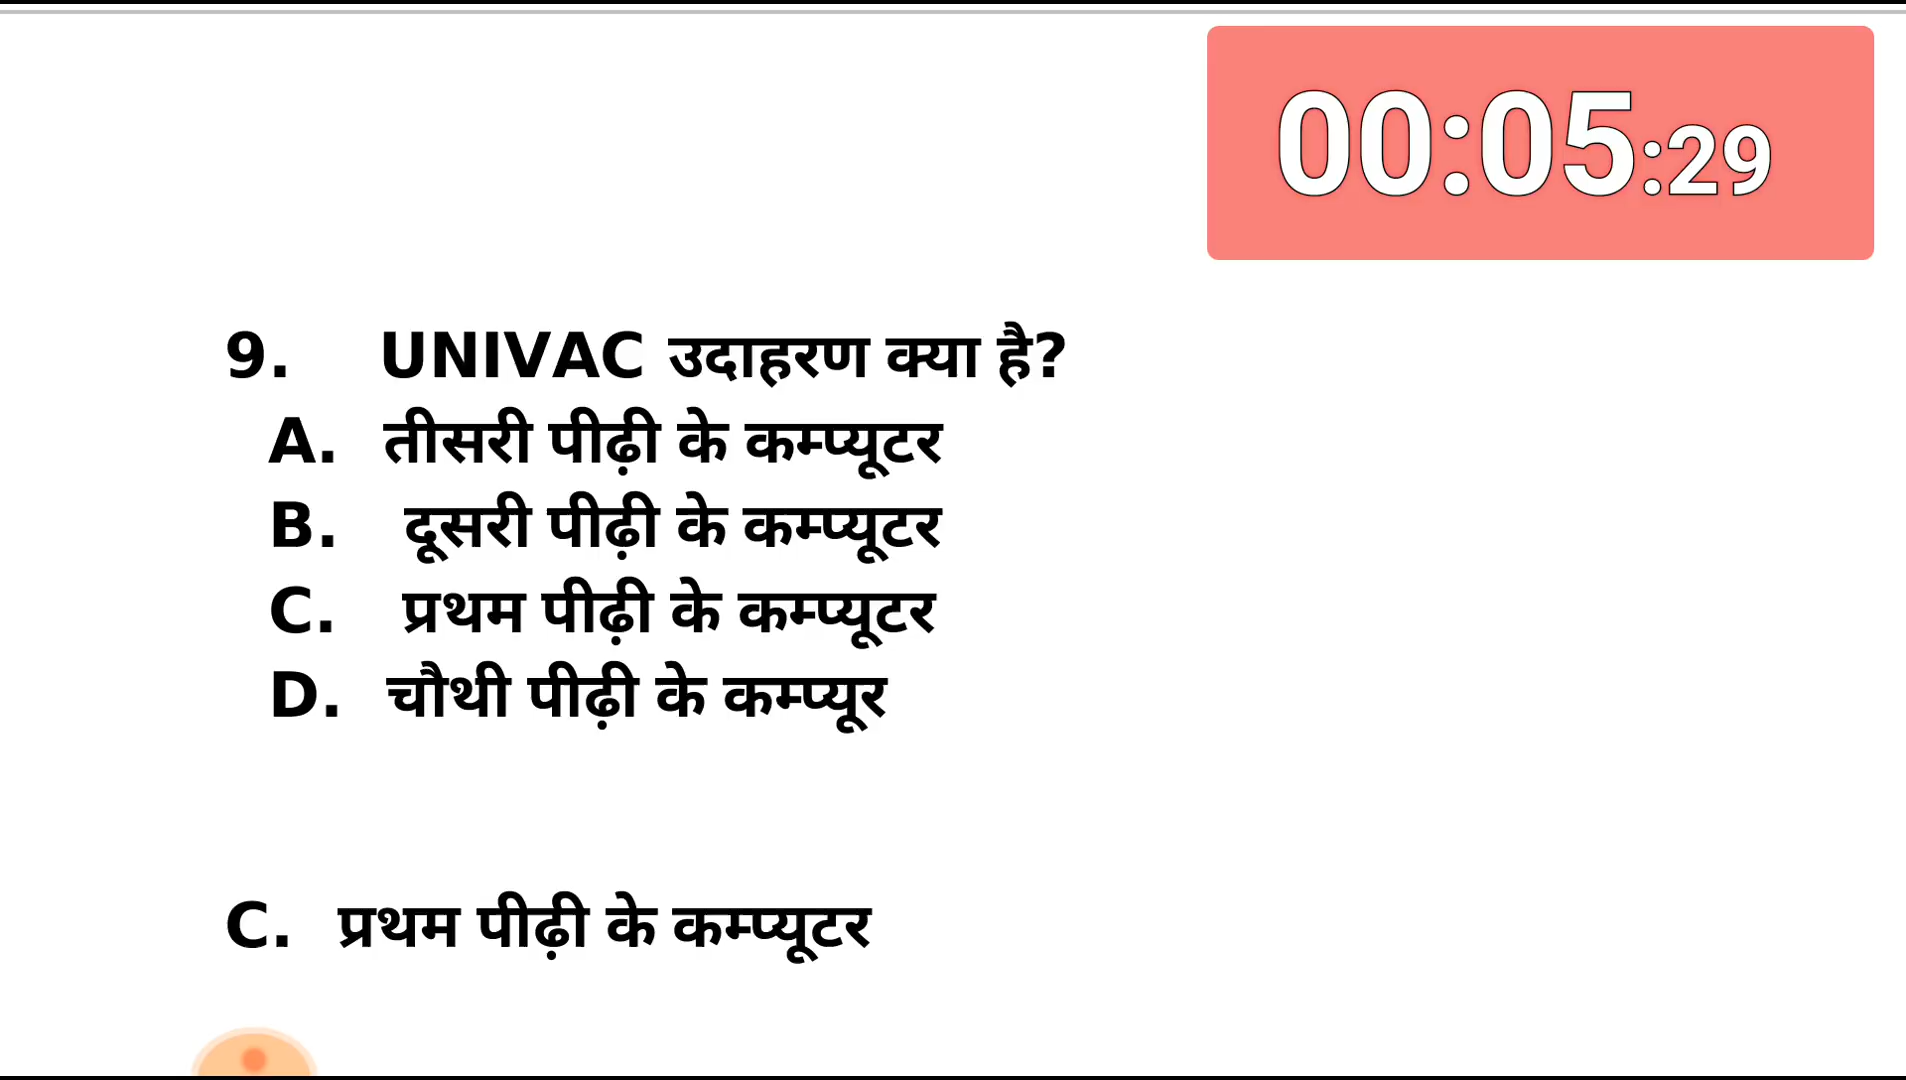 00:05:29
9. UNIVAC उदाहरण क्या है?
A. तीसरी पीढ़ी के कम्प्यूटर
B. दूसरी पीढ़ी के कम्प्यूटर
C. प्रथम पीढ़ी के कम्प्यूटर
D. चौथी पीढ़ी के कम्प्यूर
C. प्रथम पीढ़ी के कम्प्यूटर